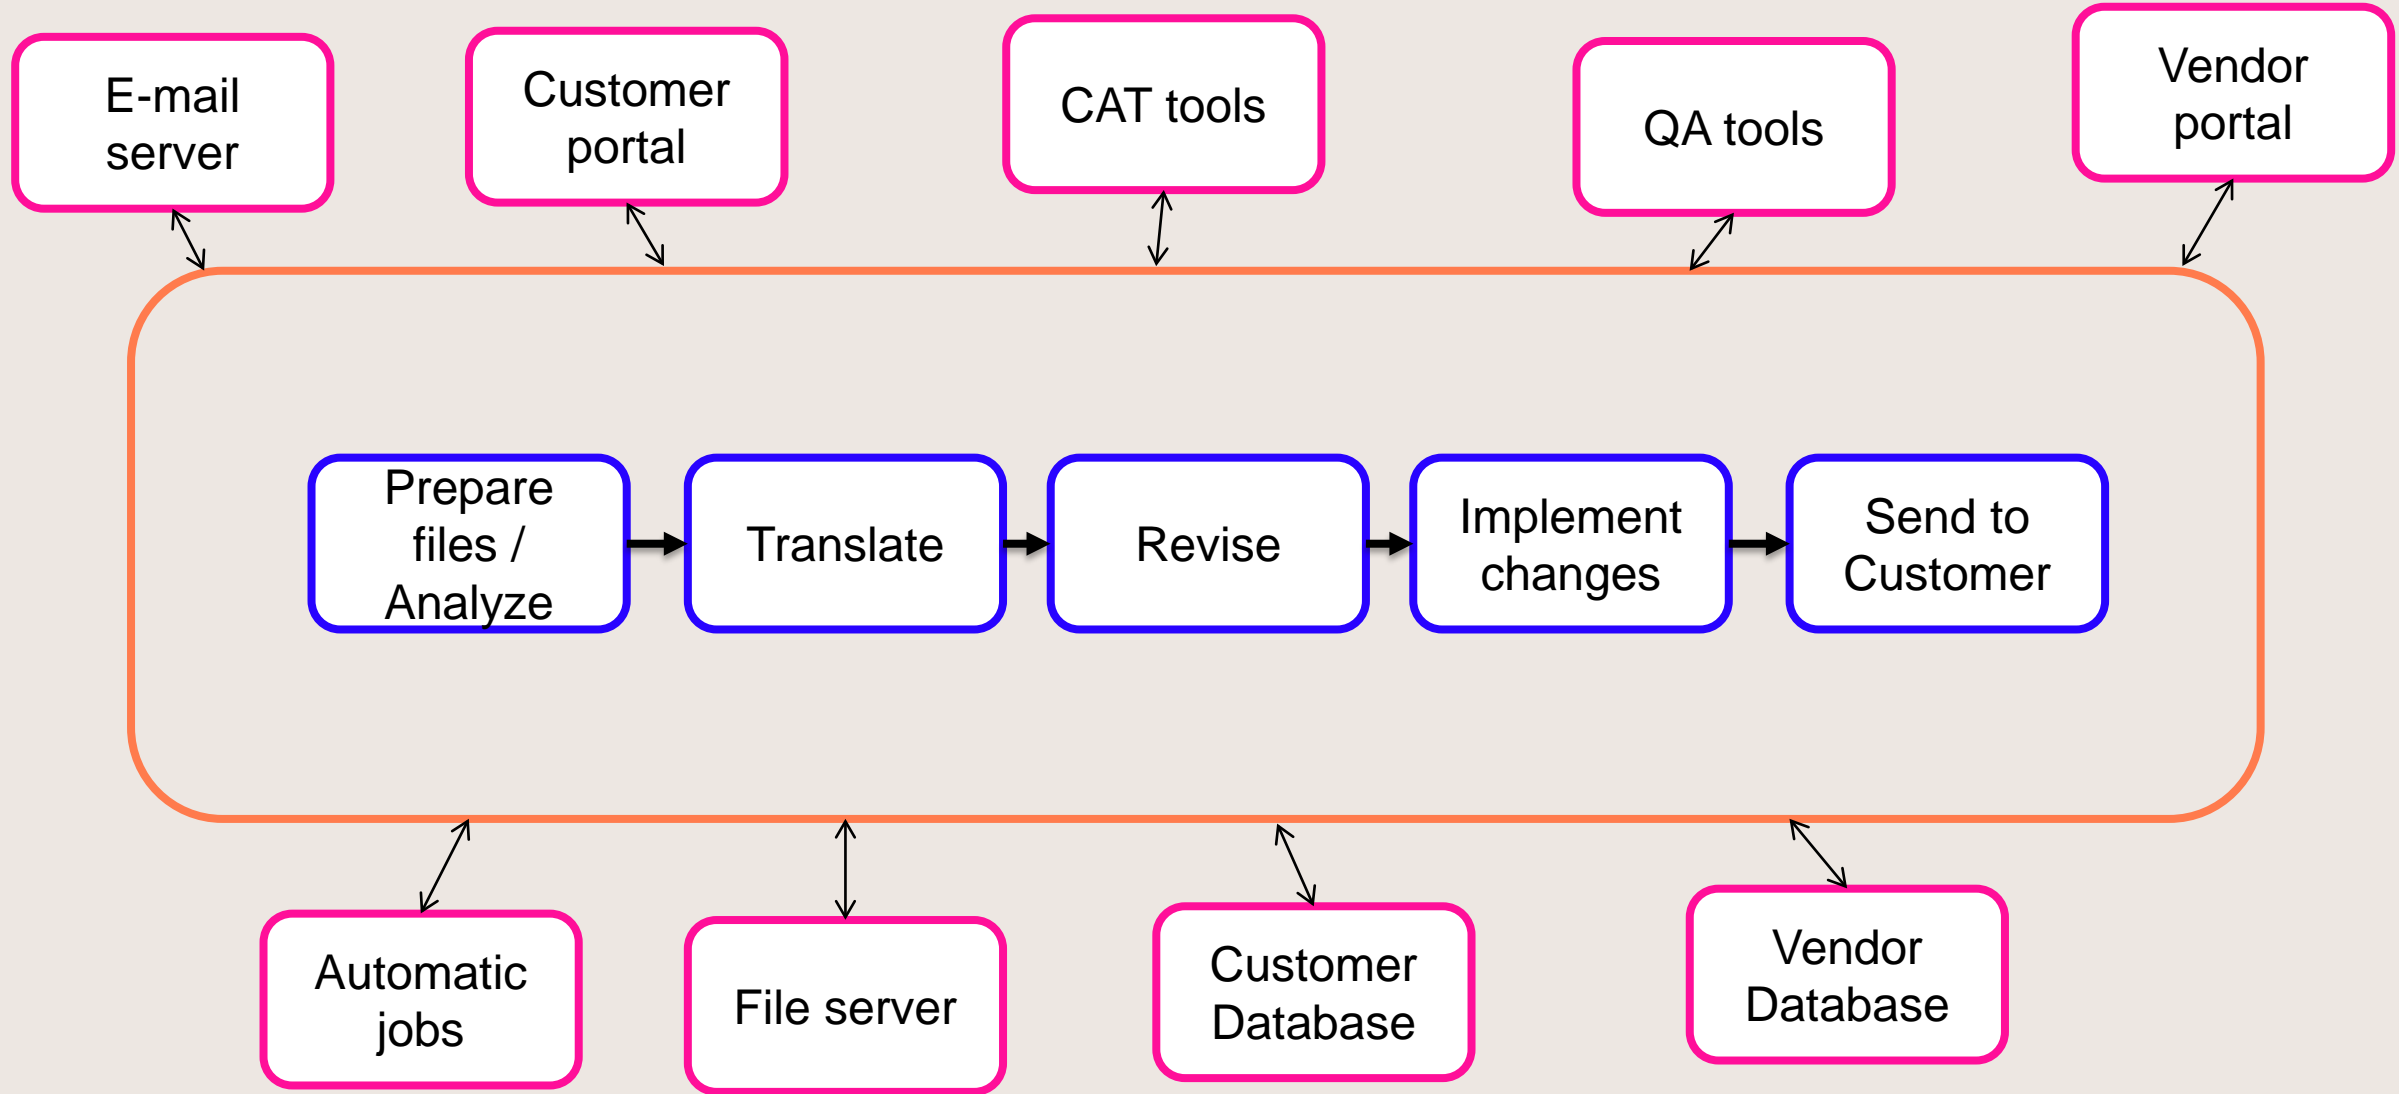 E-mail
server
Customer
portal
CAT tools
QA tools
Vendor
portal
Prepare
files /
Analyze
Translate
Revise
Implement
changes
Send to
Customer
Automatic
jobs
File server
Customer
Database
Vendor
Database